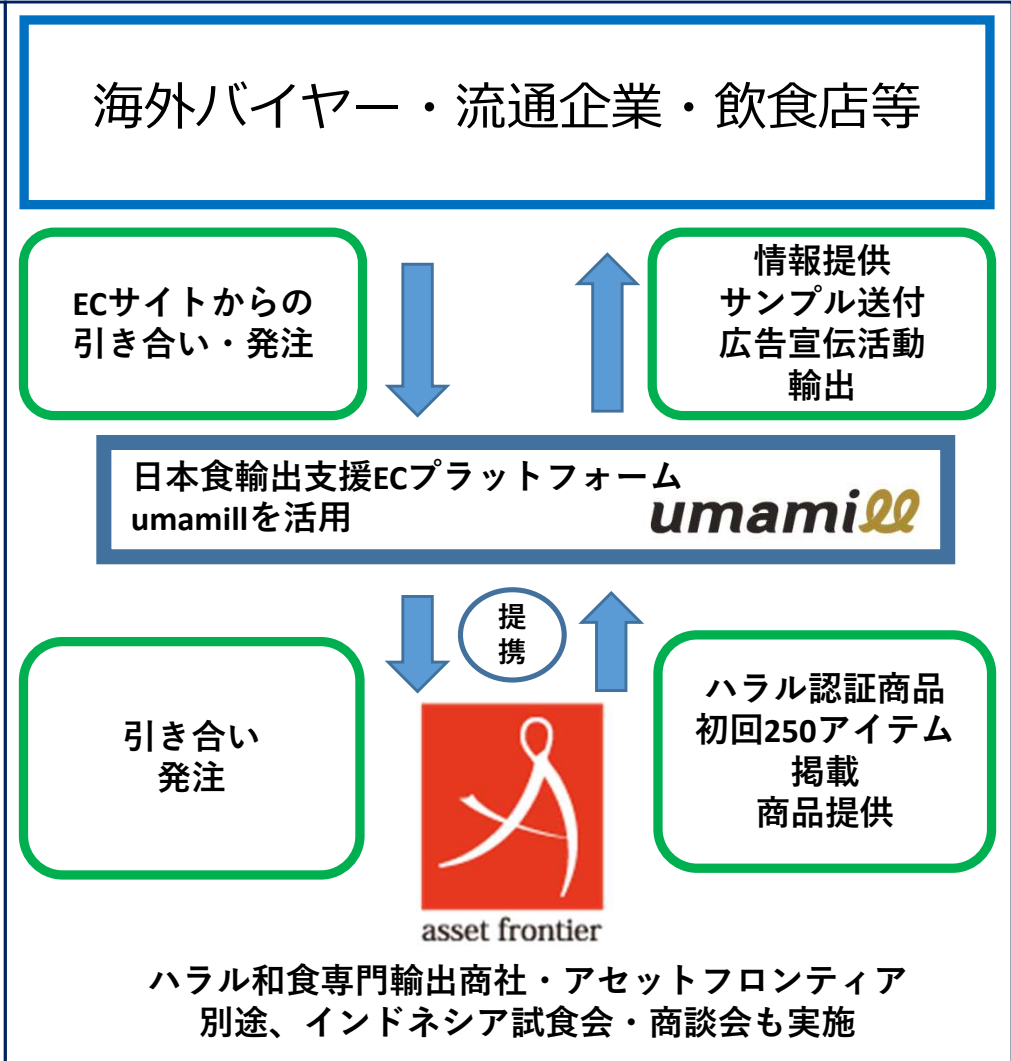 海外バイヤー・流通企業・飲食店等
ECサイトからの
引き合い・発注
情報提供
サンプル送付
広告宣伝活動
輸出
日本食輸出支援ECプラットフォーム
umamillを活用
umamill
提
携
引き合い
発注
ハラル認証商品
初回250アイテム
掲載
商品提供
asset frontier
ハラル和食専門輸出商社・アセットフロンティア
別途、インドネシア試食会・商談会も実施